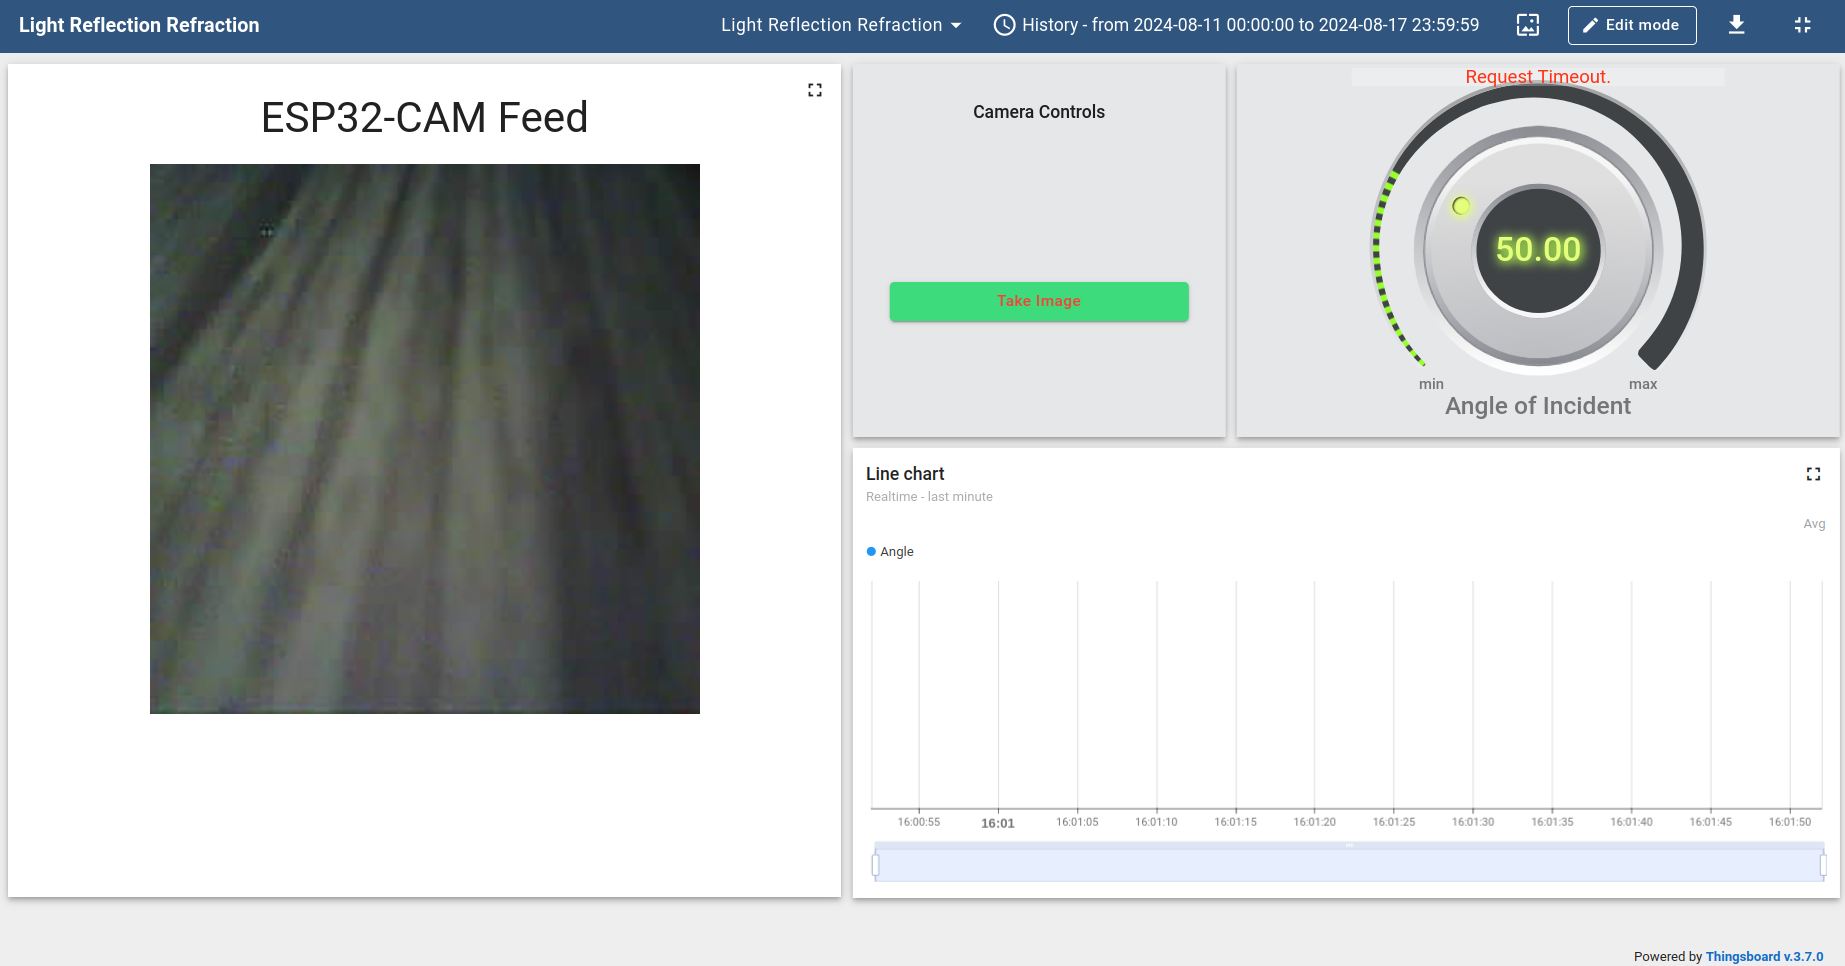 Light Reflection Refraction
Light Reflection Refraction
History - from 2024-08-11 00:00:00 to 2024-08-17 23:59:59
Edit mode
ESP32-CAM Feed
Camera Controls
Take Image
Request Timeout.
50.00
min
max
Angle of Incident
Line chart
Realtime - last minute
Avg
Angle
16:00:55 16:01 16:01:05 16:01:10 16:01:15 16:01:20 16:01:25 16:01:30 16:01:35 16:01:40 16:01:45 16:01:50
Powered by Thingsboard v.3.7.0